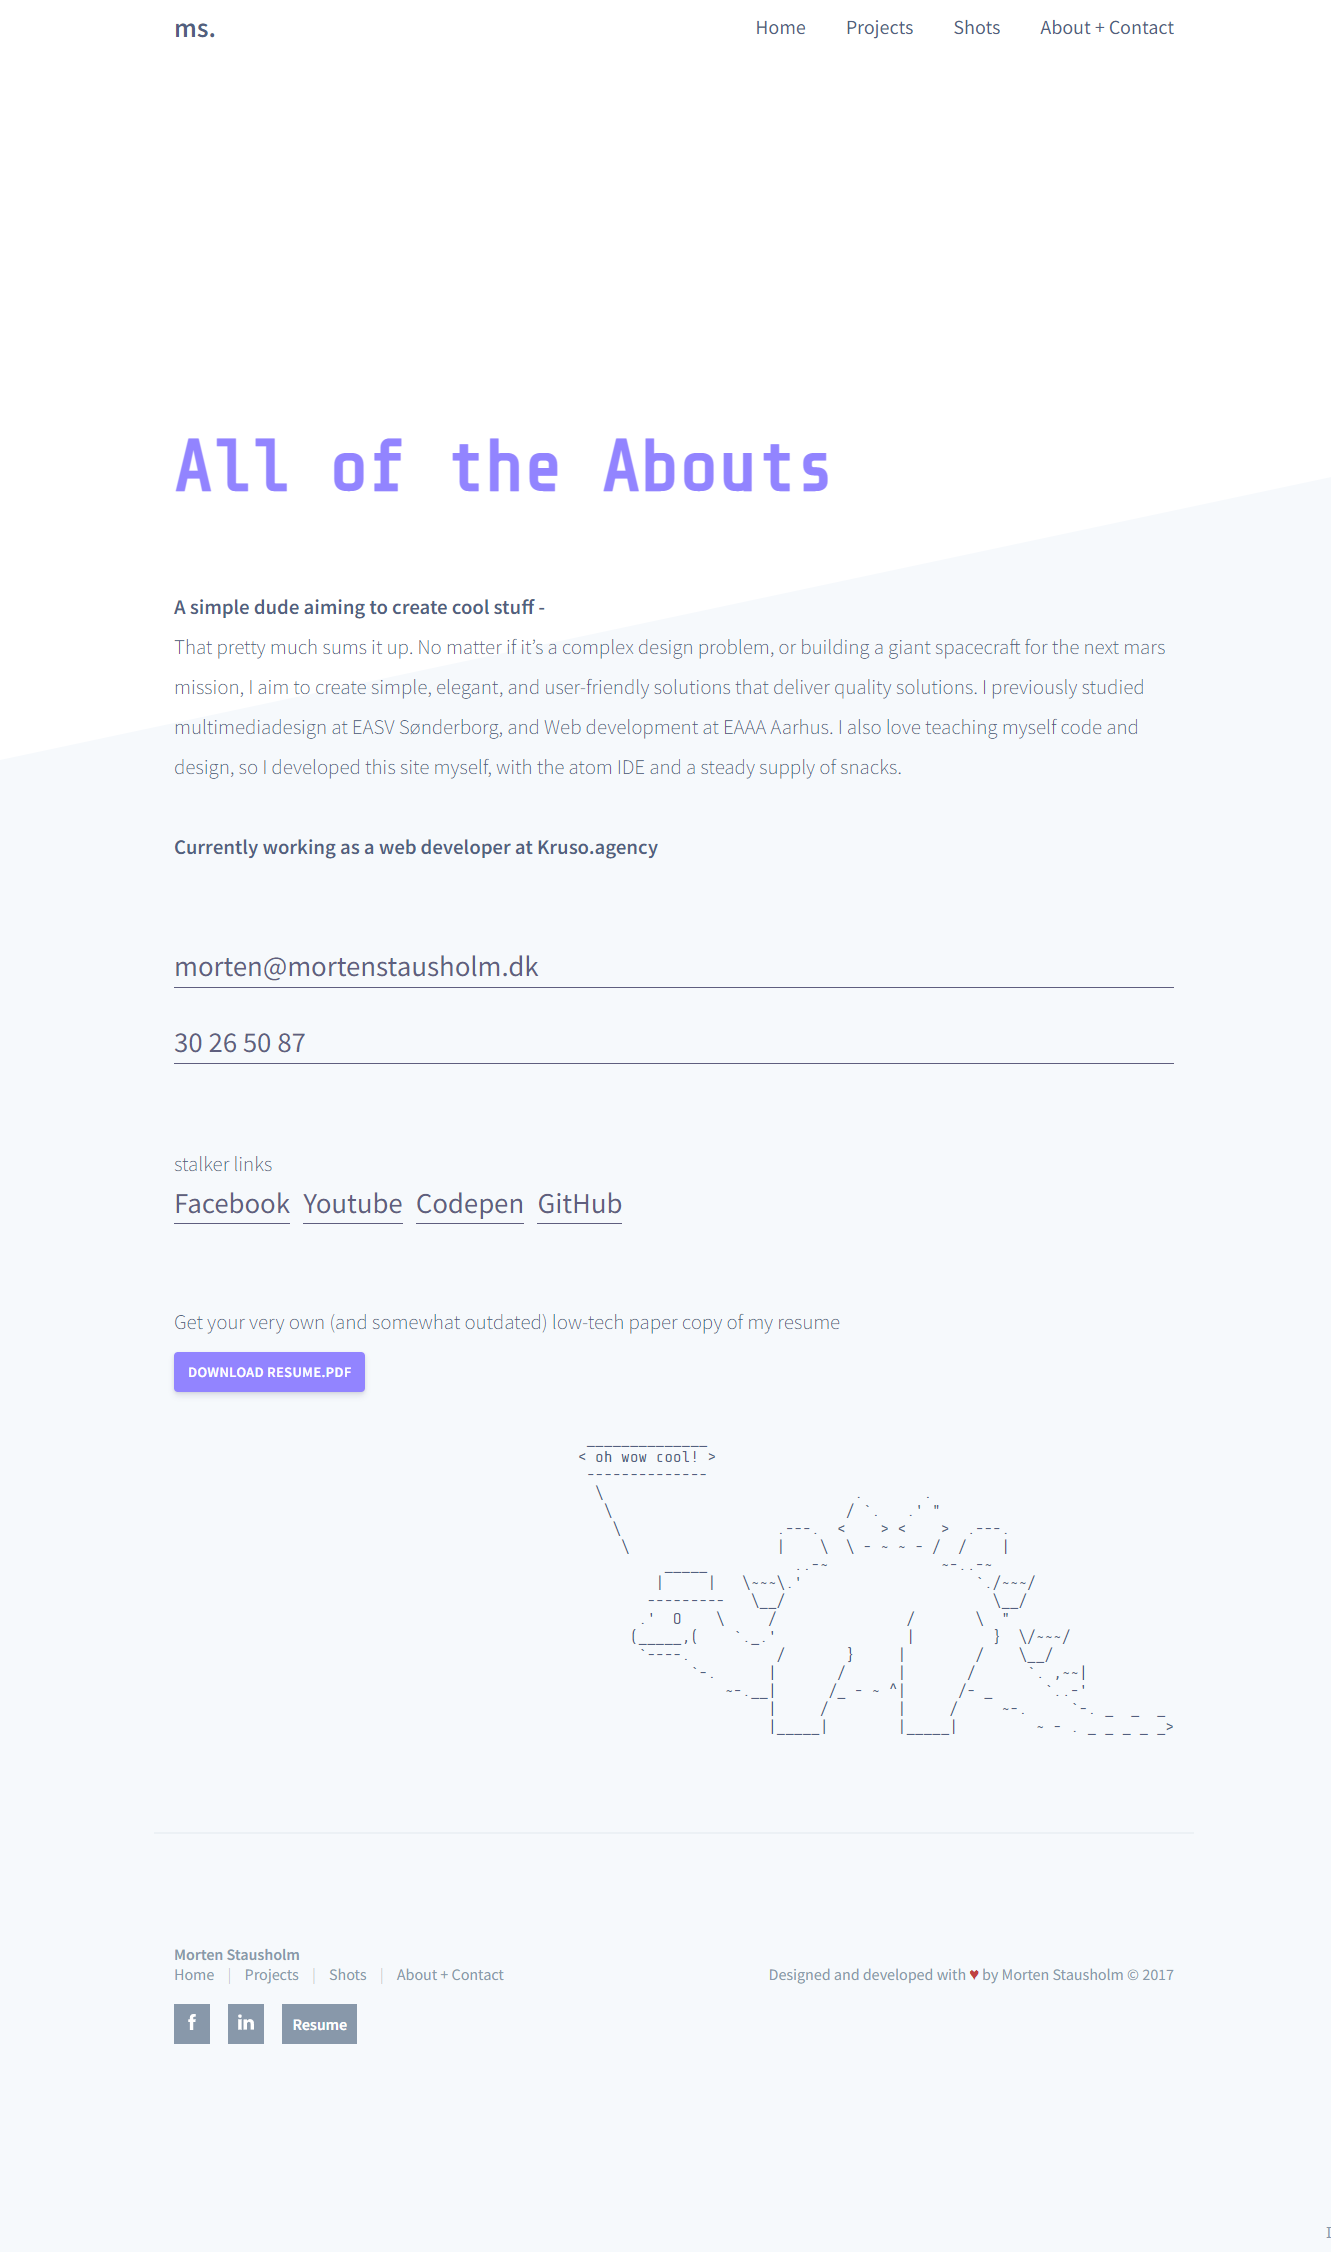 ms.
Home Projects Shots About + Contact
All of the Abouts
A simple dude aiming to create cool stuff -
That pretty much sums it up. No matter if it’s a complex design problem, or building a giant spacecraft for the next mars
mission, I aim to create simple, elegant, and user-friendly solutions that deliver quality solutions. I previously studied
multimediadesign at EASV Sønderborg, and Web development at EAAA Aarhus. I also love teaching myself code and
design, so I developed this site myself, with the atom IDE and a steady supply of snacks.
Currently working as a web developer at Kruso.agency
morten@mortenstausholm.dk
30 26 50 87
stalker links
Facebook Youtube Codepen GitHub
Get your very own (and somewhat outdated) low-tech paper copy of my resume
DOWNLOAD RESUME.PDF
< oh wow cool! >
Morten Stausholm
Home | Projects | Shots | About + Contact
Designed and developed with ♥ by Morten Stausholm © 2017
f in Resume